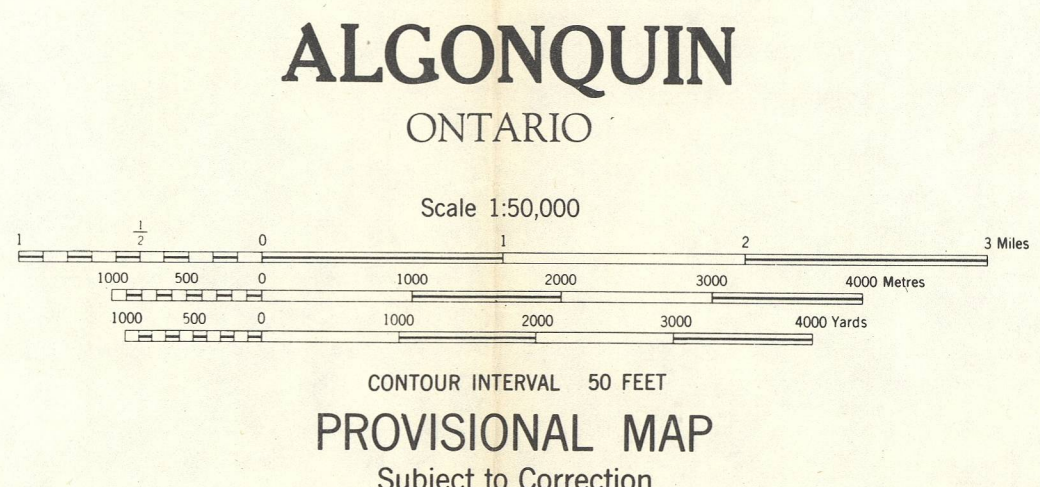 ALGONQUIN
ONTARIO
Scale 1:50,000
1 1/2 0 1 2 3 Miles
1000 500 0 1000 2000 3000 4000 Metres
1000 500 0 1000 2000 3000 4000 Yards
CONTOUR INTERVAL 50 FEET
PROVISIONAL MAP
Subject to Correction